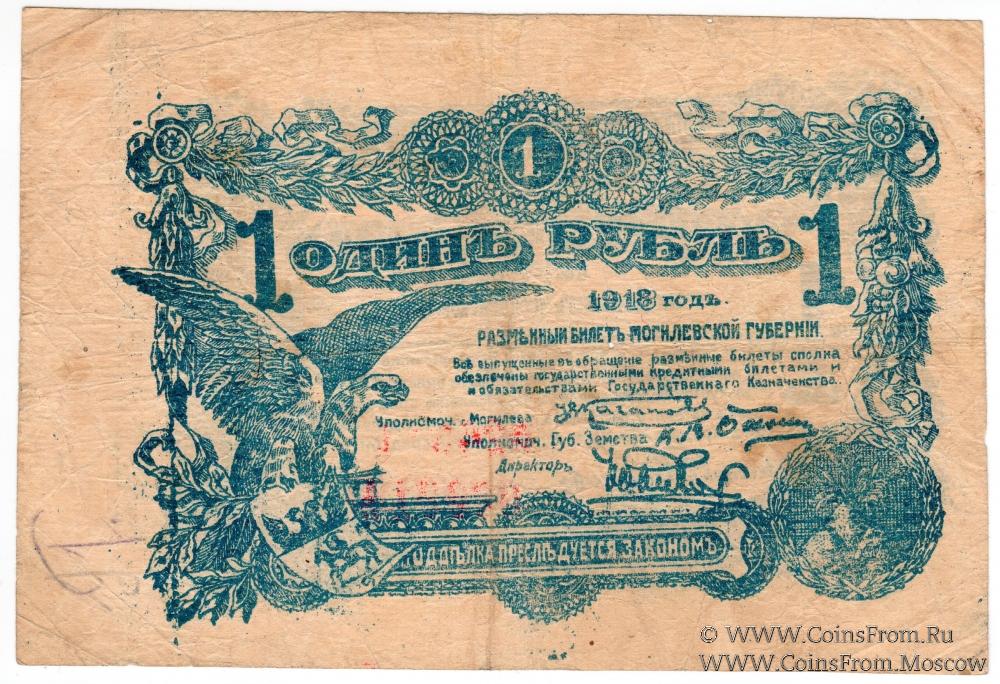 1
1 ОДИНЪ РУБЛЬ 1
1918 годъ.
РАЗМѢННЫЙ БИЛЕТЪ МОГИЛЕВСКОЙ ГУБЕРНІИ.
Всѣ выпущенные въ обращеніе размѣнные билеты сполна
обезпечены государственными кредитными билетами и
и обязательствами Государственнаго Казначенства.
Уполномоч. г. Могилева
Уполномоч. Губ. Земства
Директоръ
ПОДДѢЛКА ПРЕСЛѢДУЕТСЯ ЗАКОНОМЪ
© WWW.CoinsFrom.Ru
WWW.CoinsFrom.Moscow